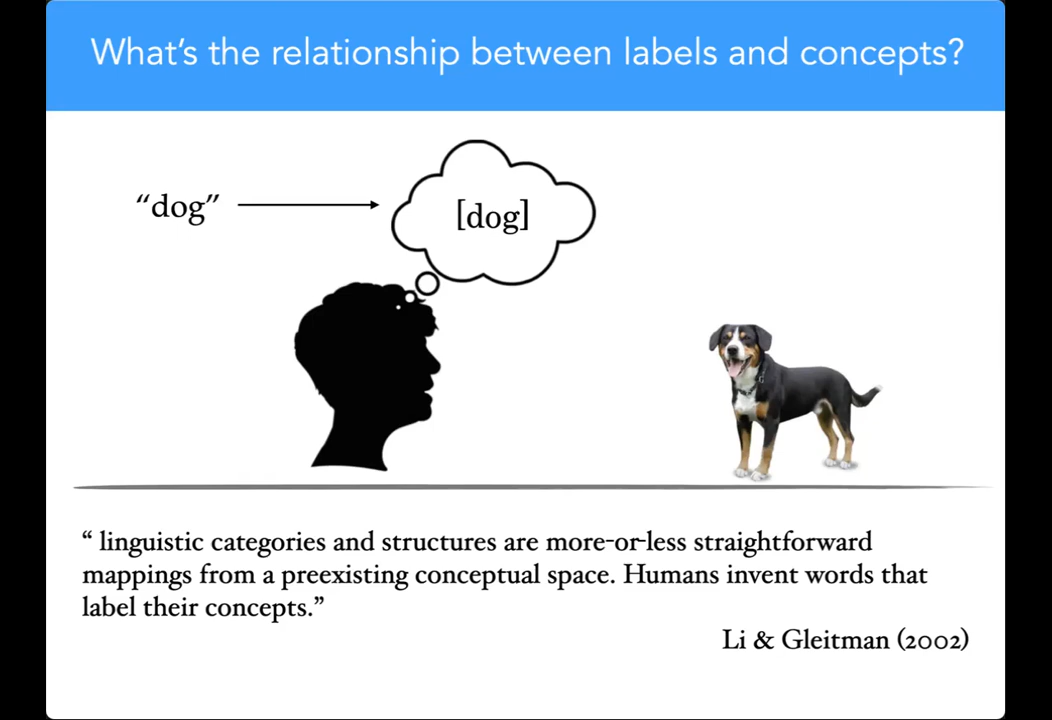 What's the relationship between labels and concepts?
“dog”
[dog]
“ linguistic categories and structures are more-or-less straightforward
mappings from a preexisting conceptual space. Humans invent words that
label their concepts.”
Li & Gleitman (2002)